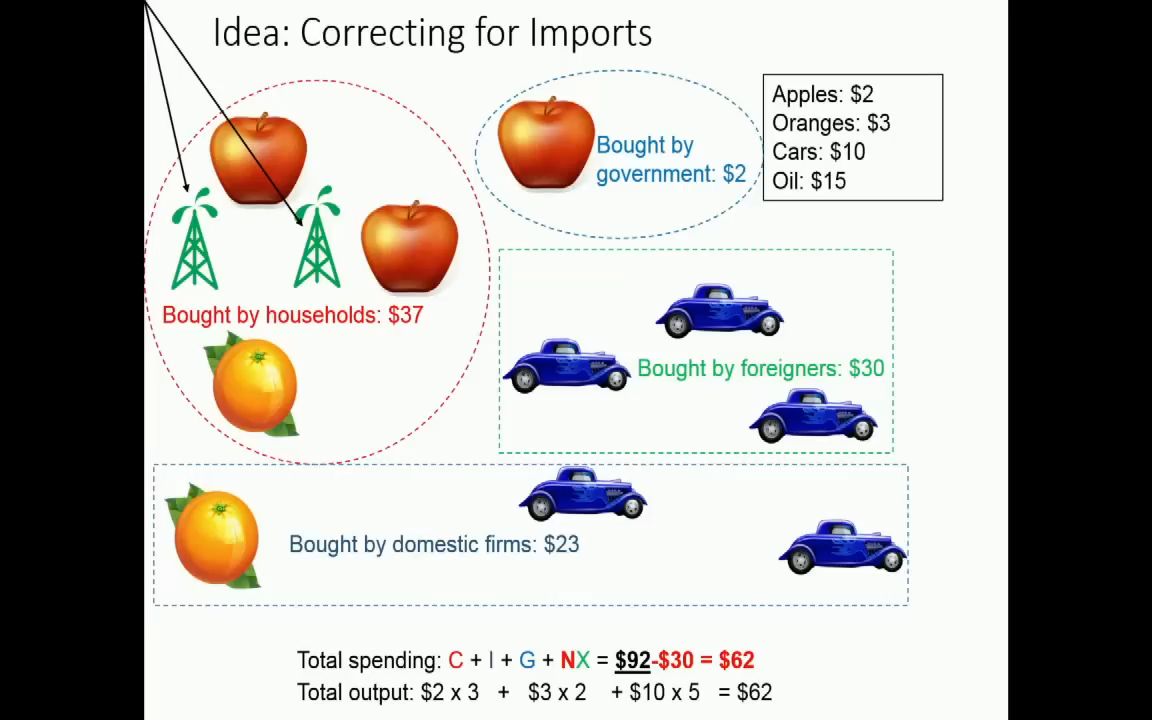 Idea: Correcting for Imports
Apples: $2
Oranges: $3
Cars: $10
Oil: $15
Bought by
government: $2
Bought by households: $37
Bought by foreigners: $30
Bought by domestic firms: $23
Total spending: C + I + G + NX = $92-$30 = $62
Total output: $2 x 3 + $3 x 2 + $10 x 5 = $62